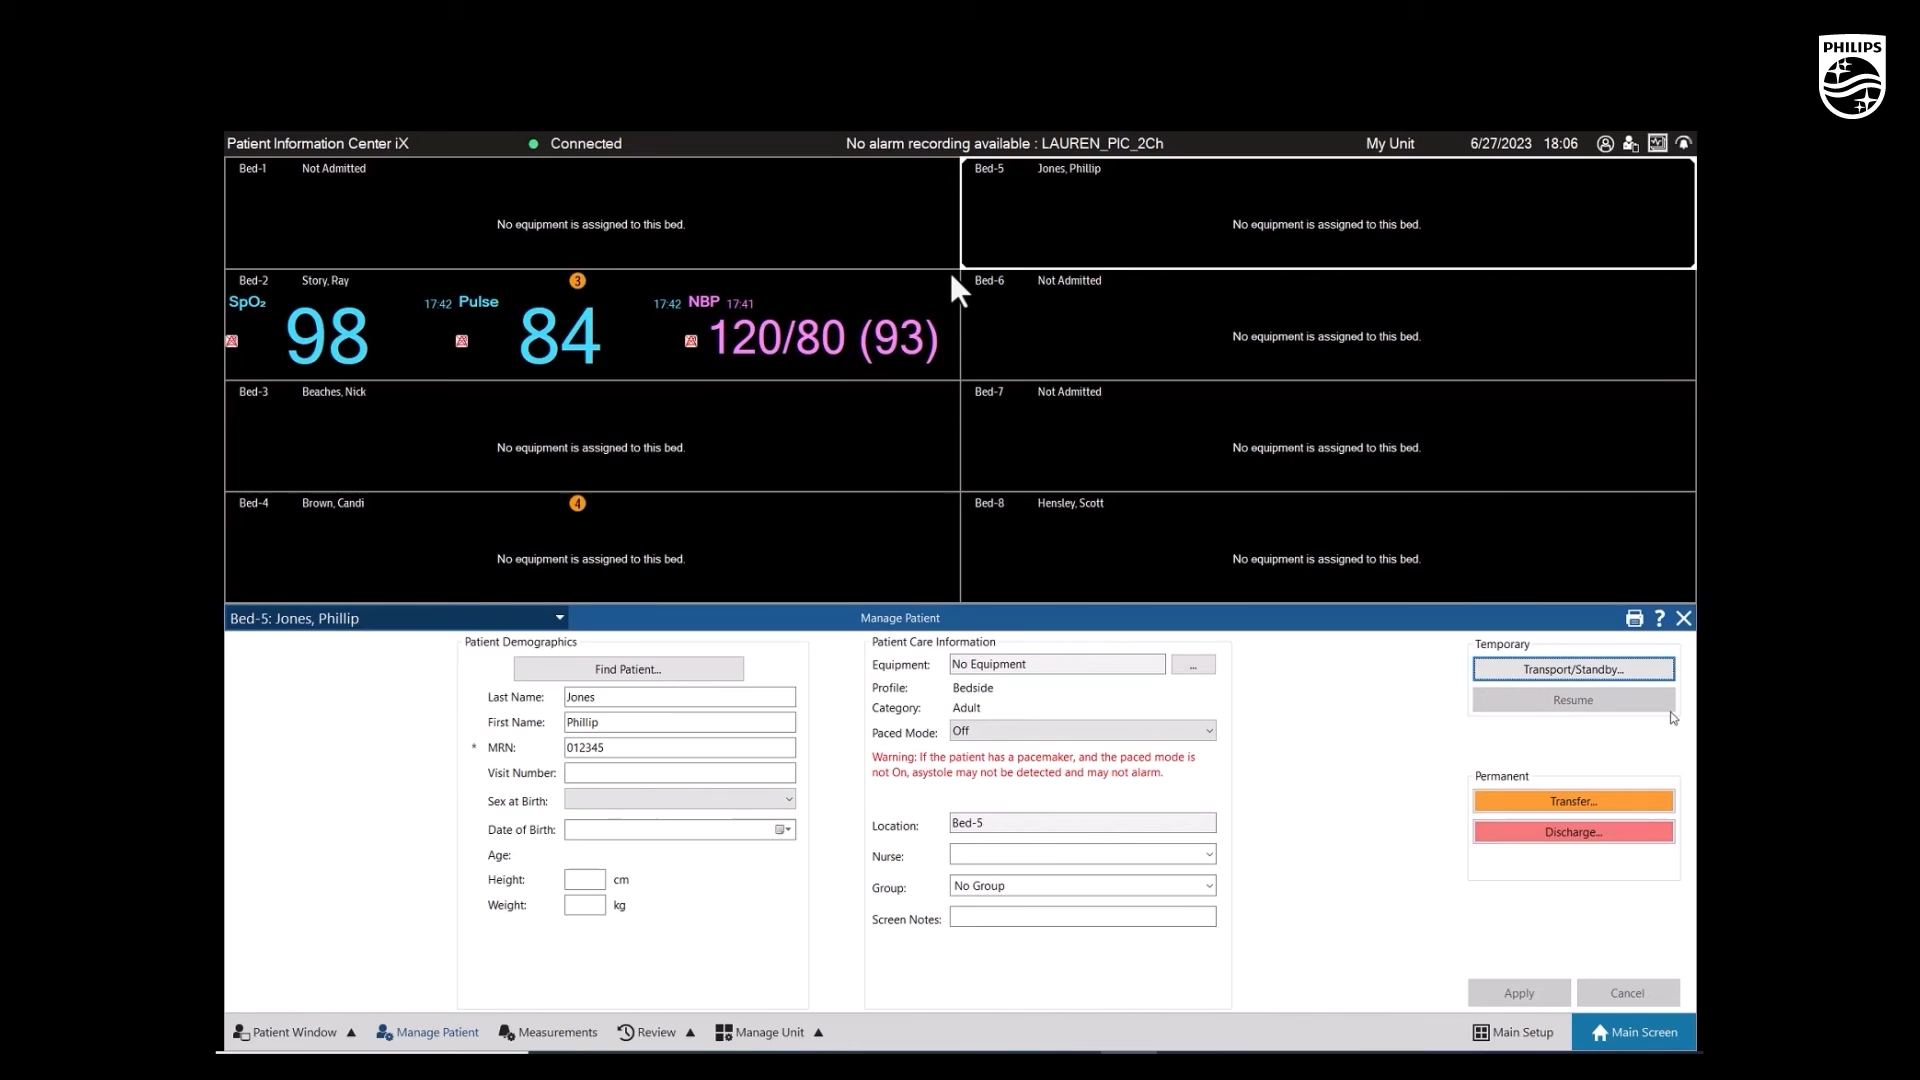 PHILIPS
Patient Information Center iX Connected No alarm recording available : LAUREN_PIC_2Ch My Unit 6/27/2023 18:06
Bed-1 Not Admitted
No equipment is assigned to this bed.
Bed-5 Jones, Phillip
No equipment is assigned to this bed.
Bed-2 Story, Ray 3
SpO₂ 17:42 Pulse 17:42 NBP 17:41
98 84 120/80 (93)
Bed-6 Not Admitted
No equipment is assigned to this bed.
Bed-3 Beaches, Nick
No equipment is assigned to this bed.
Bed-7 Not Admitted
No equipment is assigned to this bed.
Bed-4 Brown, Candi 4
No equipment is assigned to this bed.
Bed-8 Hensley, Scott
No equipment is assigned to this bed.
Bed-5: Jones, Phillip Manage Patient ?
Patient Demographics
Find Patient...
Last Name: Jones
First Name: Phillip
* MRN: 012345
Visit Number:
Sex at Birth:
Date of Birth:
Age:
Height: cm
Weight: kg
Patient Care Information
Equipment: No Equipment ...
Profile: Bedside
Category: Adult
Paced Mode: Off
Warning: If the patient has a pacemaker, and the paced mode is
not On, asystole may not be detected and may not alarm.
Location: Bed-5
Nurse:
Group: No Group
Screen Notes:
Temporary
Transport/Standby...
Resume
Permanent
Transfer...
Discharge...
Apply Cancel
Patient Window Manage Patient Measurements Review Manage Unit Main Setup Main Screen